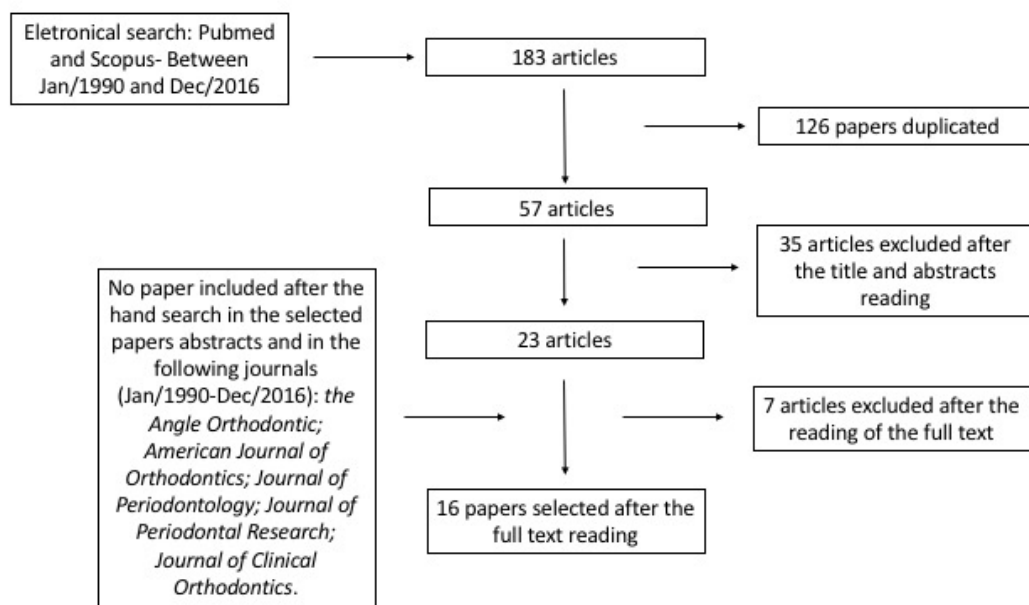 Eletronical search: Pubmed
and Scopus- Between
Jan/1990 and Dec/2016
183 articles
126 papers duplicated
57 articles
35 articles excluded after
the title and abstracts
reading
No paper included after the
hand search in the selected
papers abstracts and in the
following journals
(Jan/1990-Dec/2016): the
Angle Orthodontic;
American Journal of
Orthodontics; Journal of
Periodontology; Journal of
Periodontal Research;
Journal of Clinical
Orthodontics.
23 articles
7 articles excluded after the
reading of the full text
16 papers selected after the
full text reading